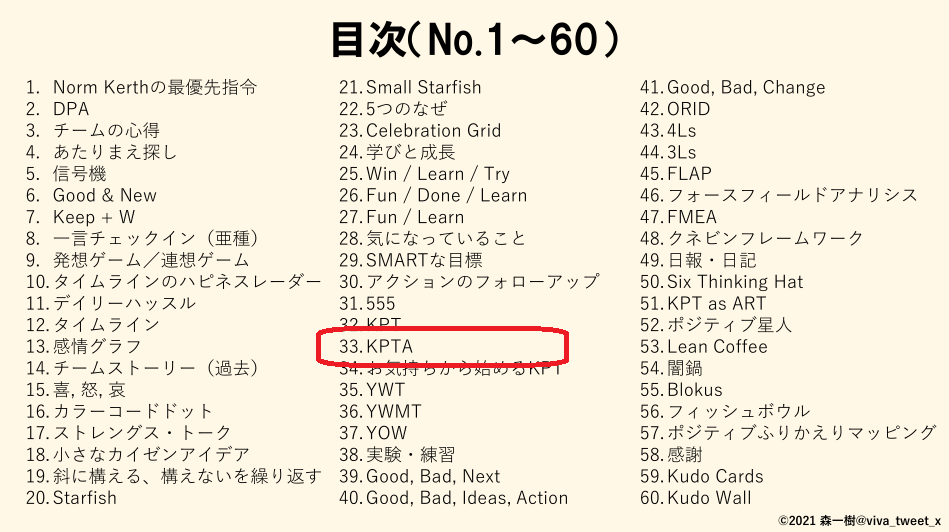 目次(No.1～60)
1. Norm Kerthの最優先指令
2. DPA
3. チームの心得
4. あたりまえ探し
5. 信号機
6. Good & New
7. Keep + W
8. 一言チェックイン（亜種）
9. 発想ゲーム／連想ゲーム
10. タイムラインのハピネスレーダー
11. デイリーハッスル
12. タイムライン
13. 感情グラフ
14. チームストーリー（過去）
15. 喜, 怒, 哀
16. カラーコードドット
17. ストレングス・トーク
18. 小さなカイゼンアイデア
19. 斜に構える、構えないを繰り返す
20. Starfish
21. Small Starfish
22. 5つのなぜ
23. Celebration Grid
24. 学びと成長
25. Win / Learn / Try
26. Fun / Done / Learn
27. Fun / Learn
28. 気になっていること
29. SMARTな目標
30. アクションのフォローアップ
31. 555
32. KPT
33. KPTA
34. お気持ちから始めるKPT
35. YWT
36. YWMT
37. YOW
38. 実験・練習
39. Good, Bad, Next
40. Good, Bad, Ideas, Action
41. Good, Bad, Change
42. ORID
43. 4Ls
44. 3Ls
45. FLAP
46. フォースフィールドアナリシス
47. FMEA
48. クネビンフレームワーク
49. 日報・日記
50. Six Thinking Hat
51. KPT as ART
52. ポジティブ星人
53. Lean Coffee
54. 闇鍋
55. Blokus
56. フィッシュボウル
57. ポジティブふりかえりマッピング
58. 感謝
59. Kudo Cards
60. Kudo Wall
©2021 森一樹@viva_tweet_x